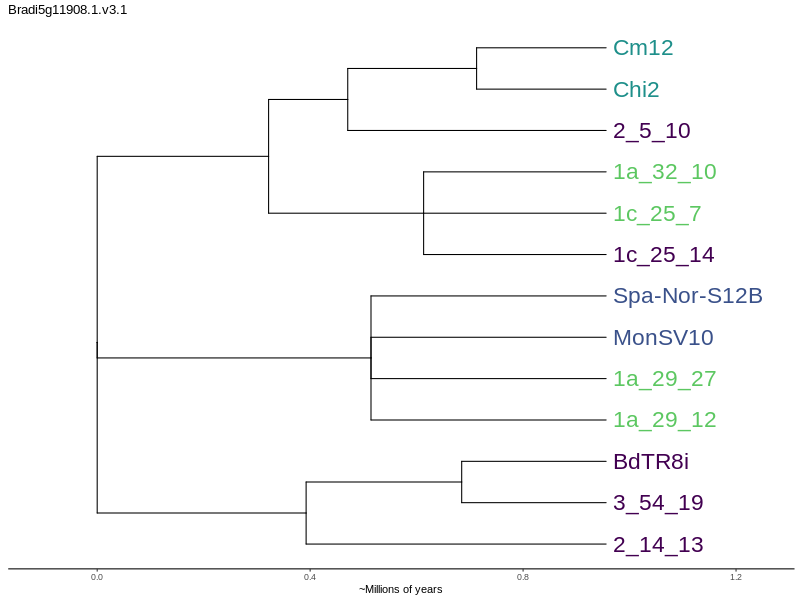 Bradi5g11908.1.v3.1
Cm12
Chi2
2_5_10
1a_32_10
1c_25_7
1c_25_14
Spa-Nor-S12B
MonSV10
1a_29_27
1a_29_12
BdTR8i
3_54_19
2_14_13
0.0 0.4 0.8 1.2
~Millions of years